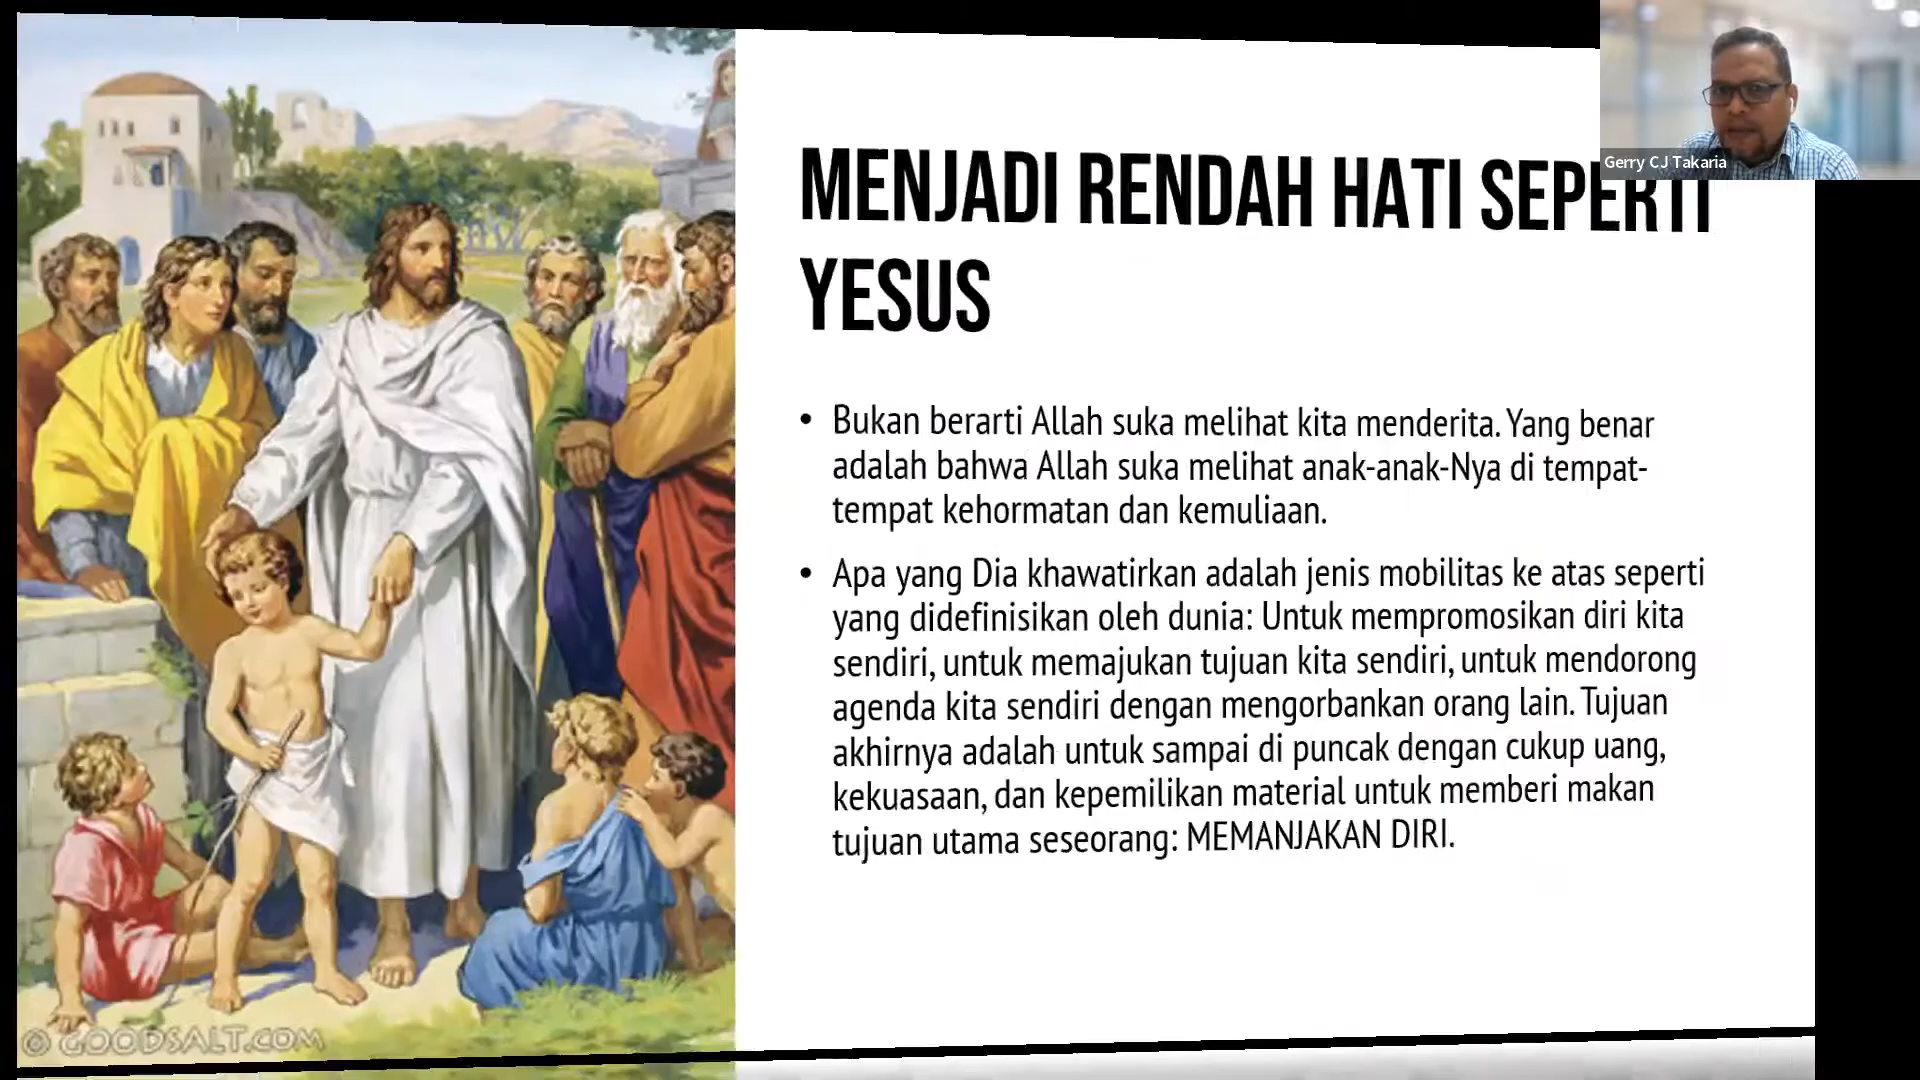 Gerry CJ Takaria
MENJADI RENDAH HATI SEPERTI
YESUS
• Bukan berarti Allah suka melihat kita menderita. Yang benar
adalah bahwa Allah suka melihat anak-anak-Nya di tempat-
tempat kehormatan dan kemuliaan.
• Apa yang Dia khawatirkan adalah jenis mobilitas ke atas seperti
yang didefinisikan oleh dunia: Untuk mempromosikan diri kita
sendiri, untuk memajukan tujuan kita sendiri, untuk mendorong
agenda kita sendiri dengan mengorbankan orang lain. Tujuan
akhirnya adalah untuk sampai di puncak dengan cukup uang,
kekuasaan, dan kepemilikan material untuk memberi makan
tujuan utama seseorang: MEMANJAKAN DIRI.
© GOODSALT.COM